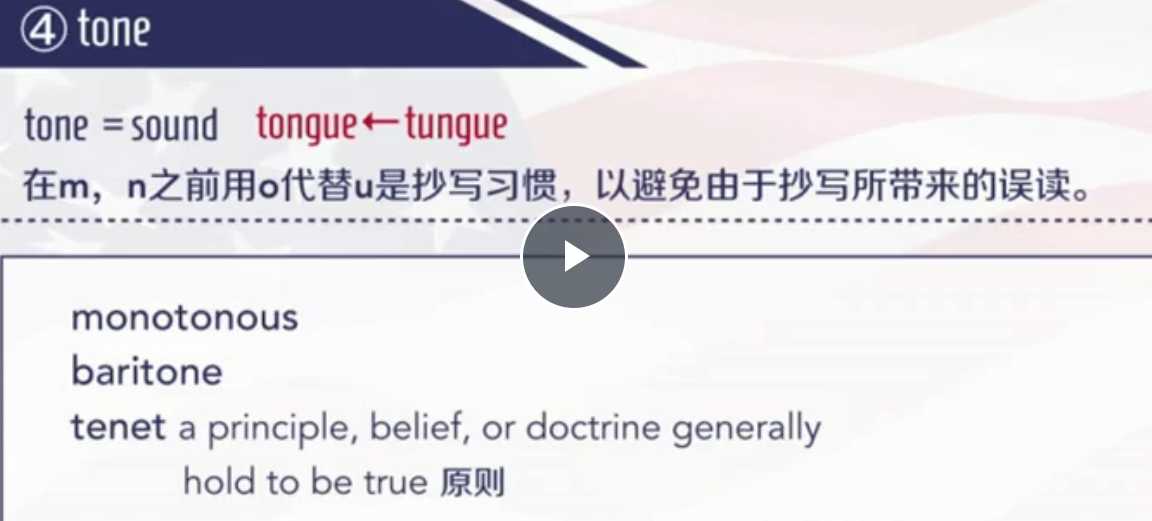 ④ tone
tone = sound tongue←tungue
在m，n之前用o代替u是抄写习惯，以避免由于抄写所带来的误读。
monotonous
baritone
tenet a principle, belief, or doctrine generally
hold to be true 原则